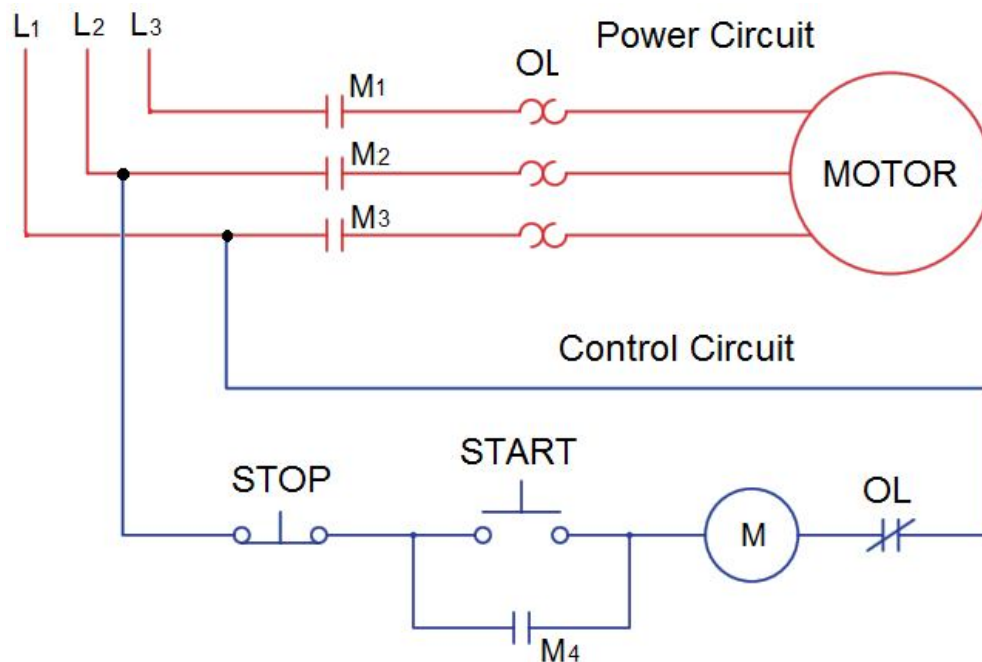 L1 L2 L3
Power Circuit
OL
M1
M2
MOTOR
M3
Control Circuit
START
STOP
OL
M
M4